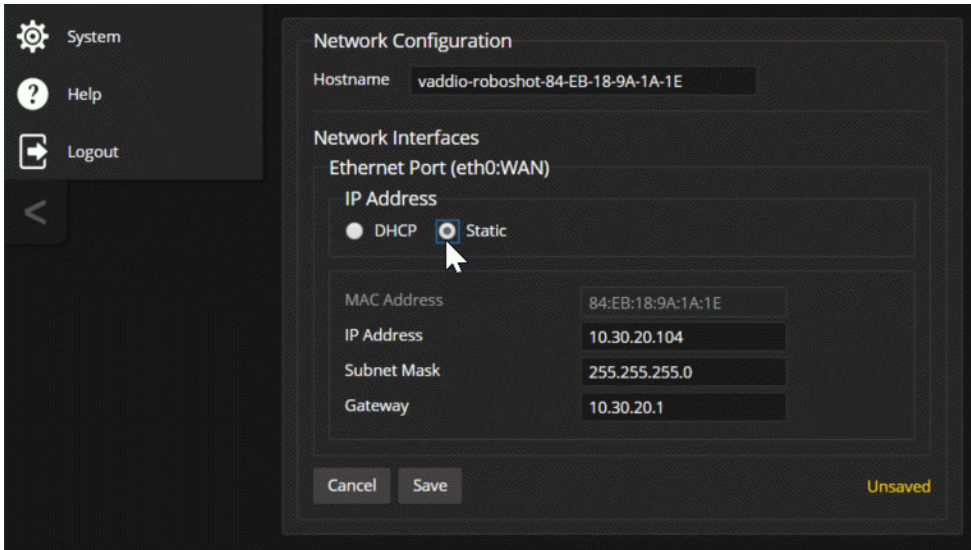 System
Help
Logout
<
Network Configuration
Hostname vaddio-roboshot-84-EB-18-9A-1A-1E
Network Interfaces
Ethernet Port (eth0:WAN)
IP Address
DHCP Static
MAC Address 84:EB:18:9A:1A:1E
IP Address 10.30.20.104
Subnet Mask 255.255.255.0
Gateway 10.30.20.1
Cancel Save Unsaved